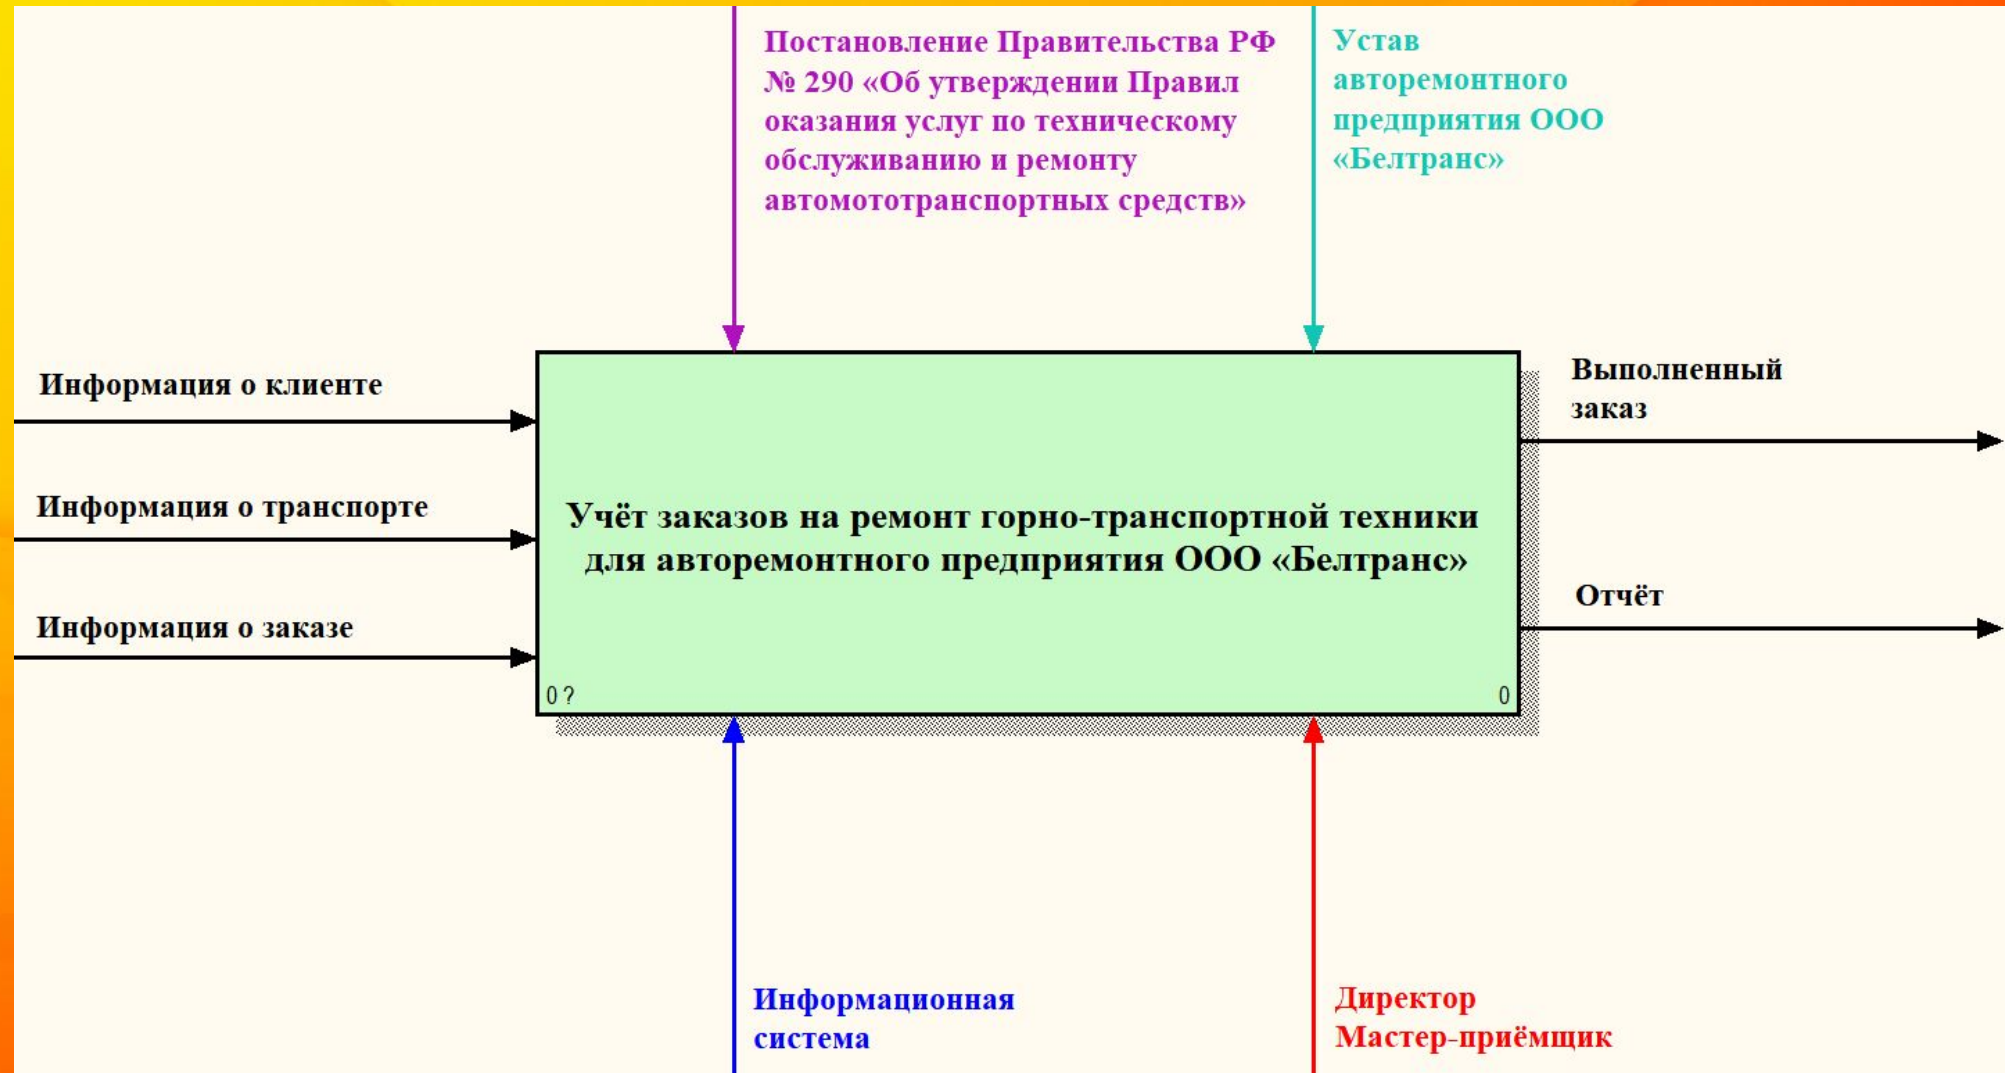 Постановление Правительства РФ
№ 290 «Об утверждении Правил
оказания услуг по техническому
обслуживанию и ремонту
автомототранспортных средств»
Устав
авторемонтного
предприятия ООО
«Белтранс»
Информация о клиенте
Информация о транспорте
Информация о заказе
Учёт заказов на ремонт горно-транспортной техники
для авторемонтного предприятия ООО «Белтранс»
0 ?
0
Выполненный
заказ
Отчёт
Информационная
система
Директор
Мастер-приёмщик